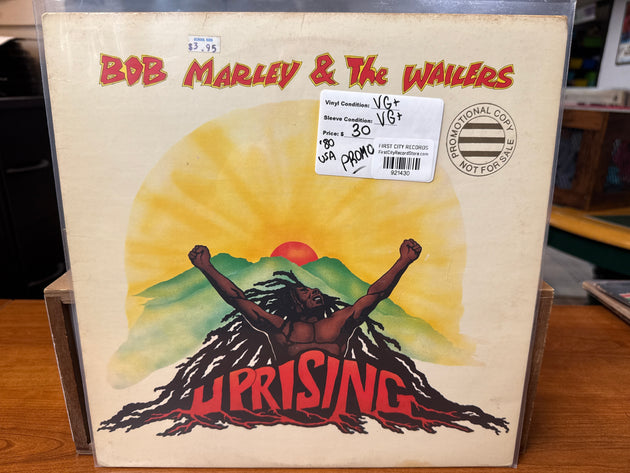 $3.95
BOB MARLEY & THE WAILERS
Vinyl Condition: VG+
Sleeve Condition: VG+
Price: $ 30
'80
USA
PROMO
FIRST CITY RECORDS
FirstCityRecordStore.com
921430
PROMOTIONAL COPY
NOT FOR SALE
UPRISING